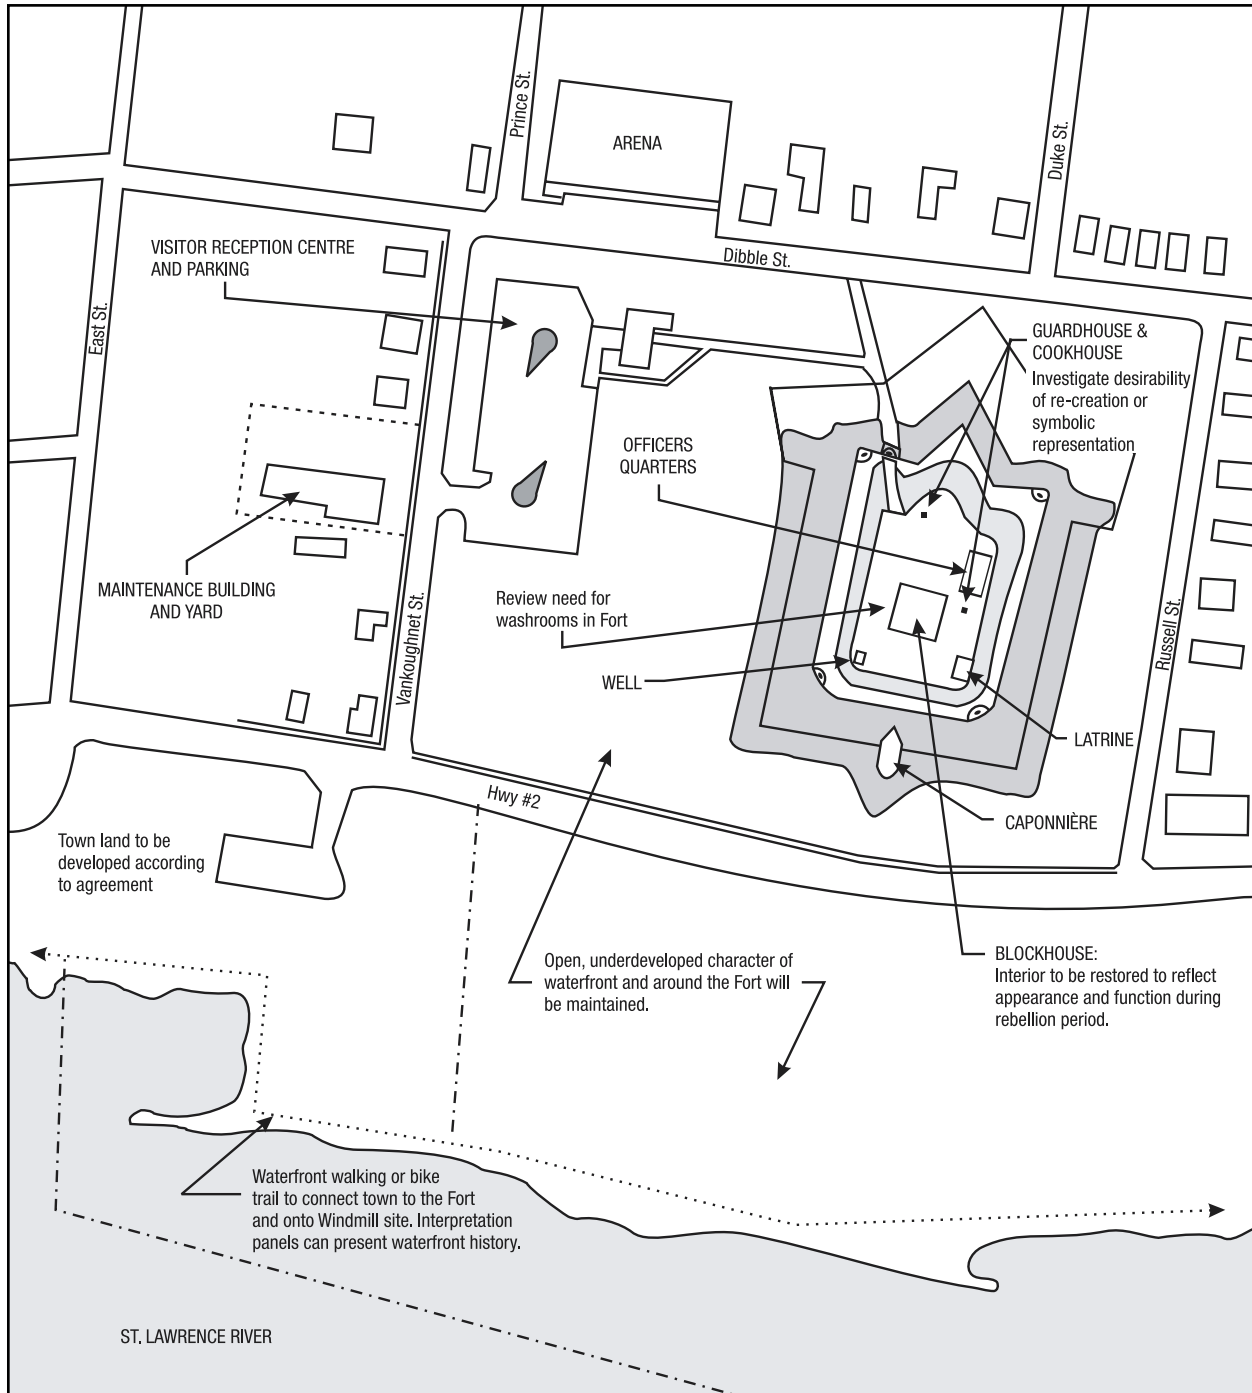 Prince St.
ARENA
Duke St.
VISITOR RECEPTION CENTRE
AND PARKING
Dibble St.
East St.
GUARDHOUSE &
COOKHOUSE
Investigate desirability
of re-creation or
symbolic
representation
OFFICERS
QUARTERS
MAINTENANCE BUILDING
AND YARD
Vankoughnet St.
Review need for
washrooms in Fort
Russell St.
WELL
LATRINE
Hwy #2
CAPONNIÈRE
Town land to be
developed according
to agreement
Open, underdeveloped character of
waterfront and around the Fort will
be maintained.
BLOCKHOUSE:
Interior to be restored to reflect
appearance and function during
rebellion period.
Waterfront walking or bike
trail to connect town to the Fort
and onto Windmill site. Interpretation
panels can present waterfront history.
ST. LAWRENCE RIVER